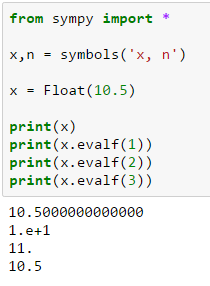 from sympy import *
x,n = symbols('x, n')
x = Float(10.5)
print(x)
print(x.evalf(1))
print(x.evalf(2))
print(x.evalf(3))
10.5000000000000
1.e+1
11.
10.5